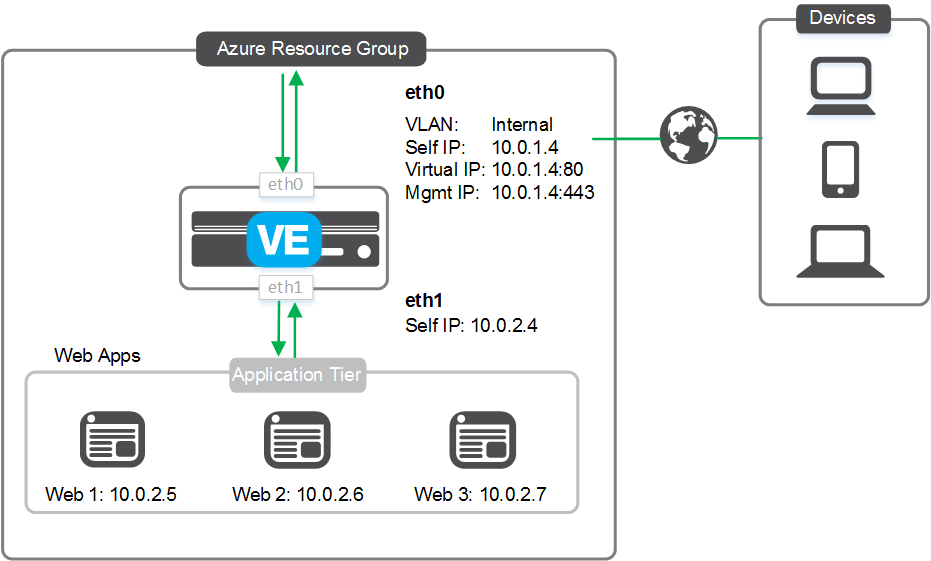 Devices
Azure Resource Group
eth0
VLAN: Internal
Self IP: 10.0.1.4
Virtual IP: 10.0.1.4:80
Mgmt IP: 10.0.1.4:443
eth0
VE
eth1
eth1
Self IP: 10.0.2.4
Web Apps
Application Tier
Web 1: 10.0.2.5
Web 2: 10.0.2.6
Web 3: 10.0.2.7